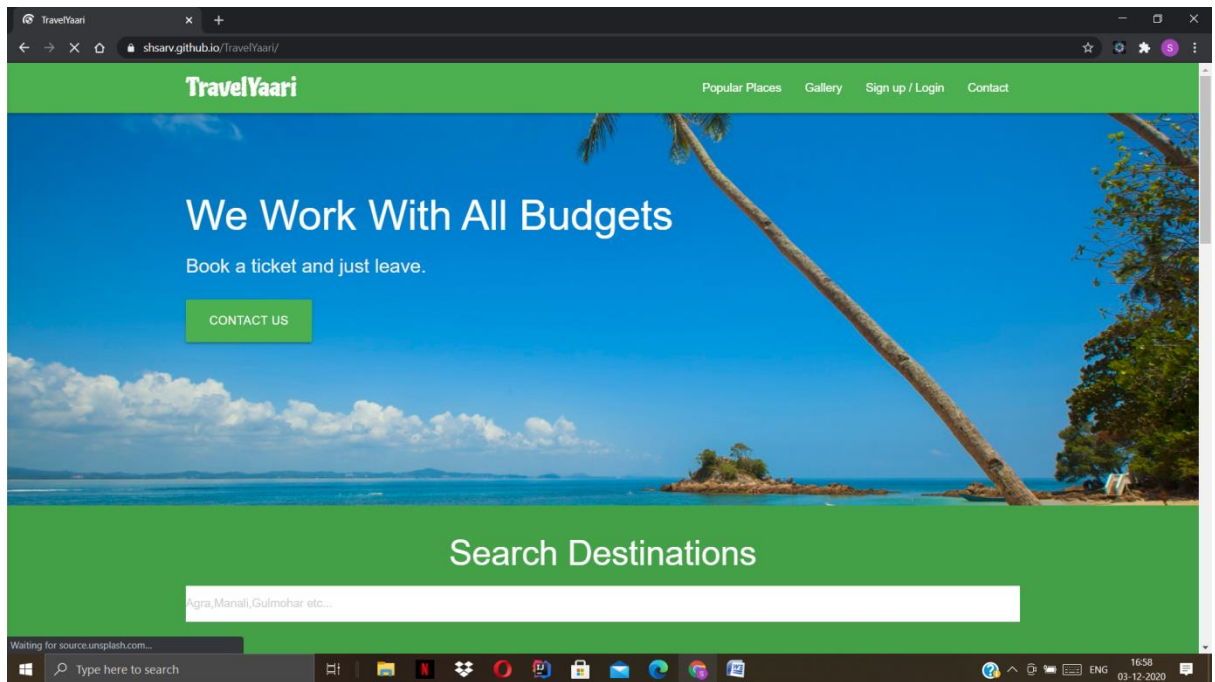 TravelYaari
shsarv.github.io/TravelYaari/
S
TravelYaari
Popular Places Gallery Sign up / Login Contact
We Work With All Budgets
Book a ticket and just leave.
CONTACT US
Search Destinations
Agra,Manali,Gulmohar etc...
Waiting for source.unsplash.com...
Type here to search
ENG
16:58
03-12-2020